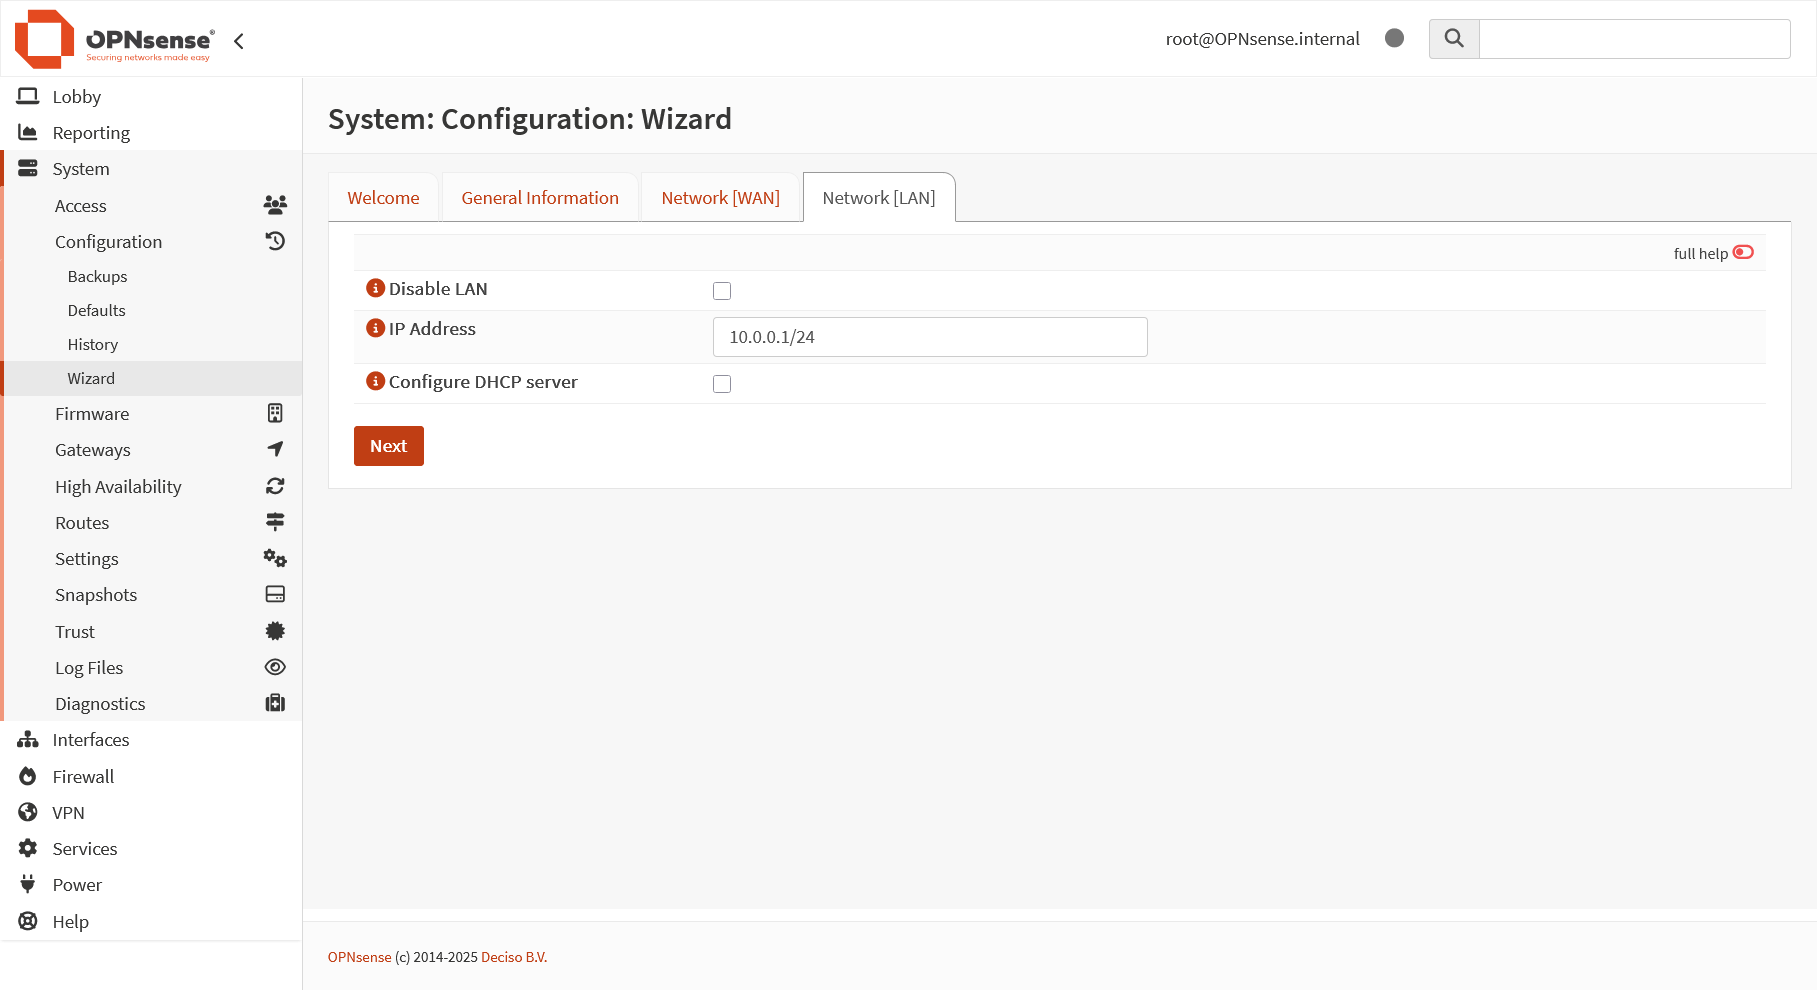 OPNsense®
Securing networks made easy
root@OPNsense.internal
Lobby
Reporting
System
Access
Configuration
Backups
Defaults
History
Wizard
Firmware
Gateways
High Availability
Routes
Settings
Snapshots
Trust
Log Files
Diagnostics
Interfaces
Firewall
VPN
Services
Power
Help
System: Configuration: Wizard
Welcome
General Information
Network [WAN]
Network [LAN]
full help
Disable LAN
IP Address
10.0.0.1/24
Configure DHCP server
Next
OPNsense (c) 2014-2025 Deciso B.V.